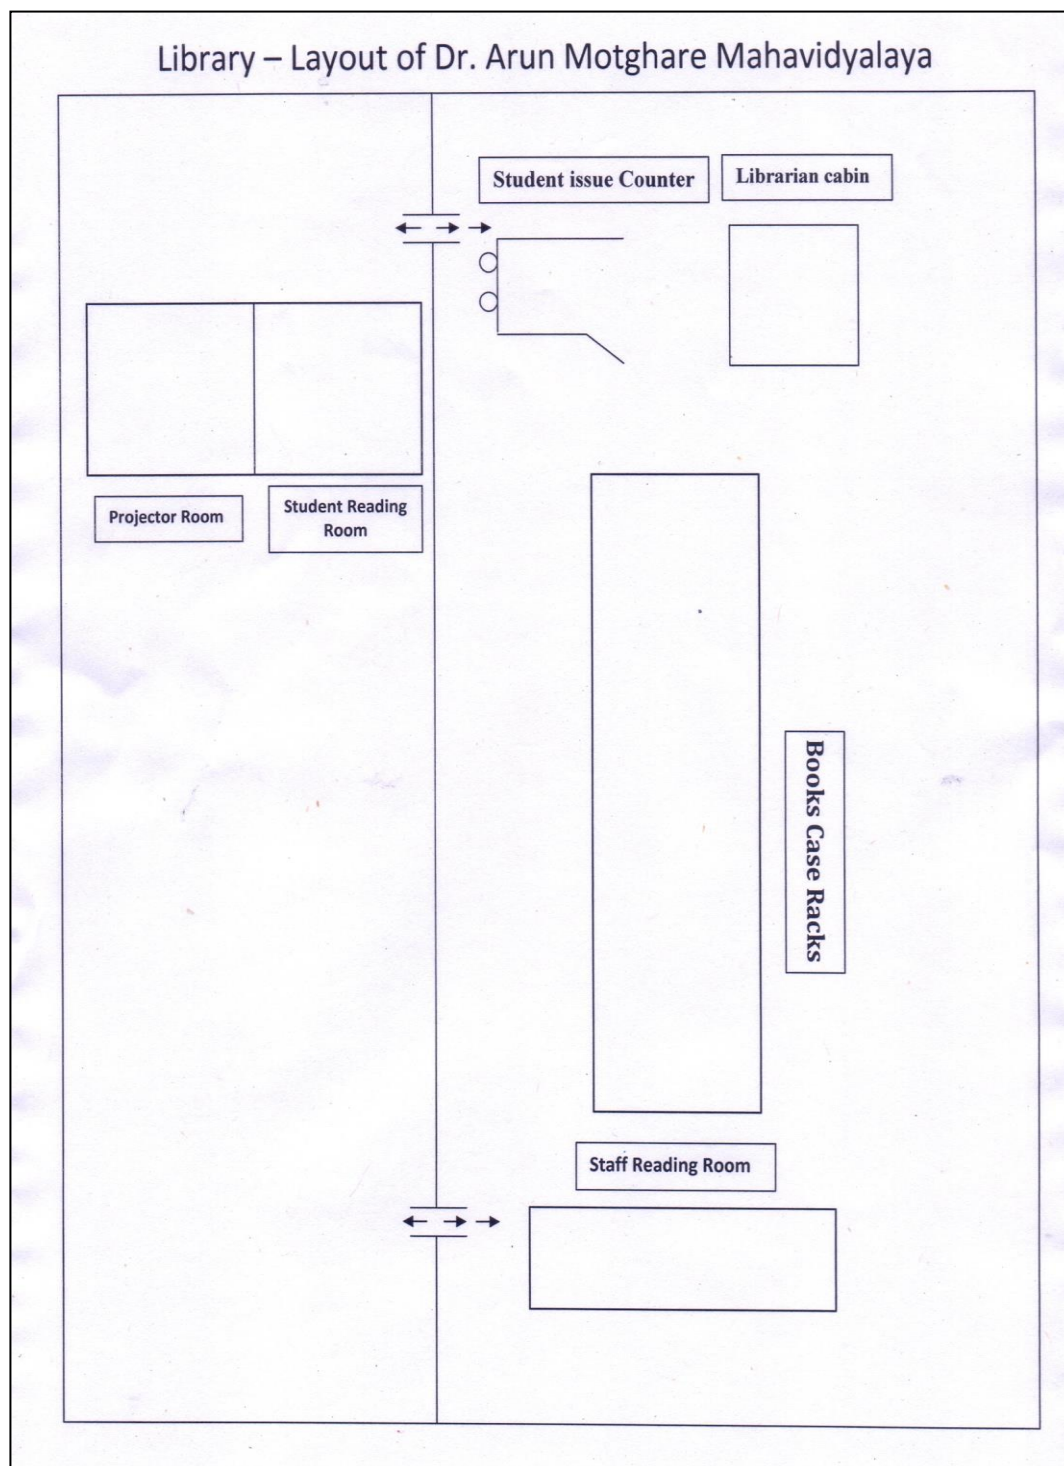 Library – Layout of Dr. Arun Motghare Mahavidyalaya
Student issue Counter
Librarian cabin
Projector Room
Student Reading
Room
Books Case Racks
Staff Reading Room